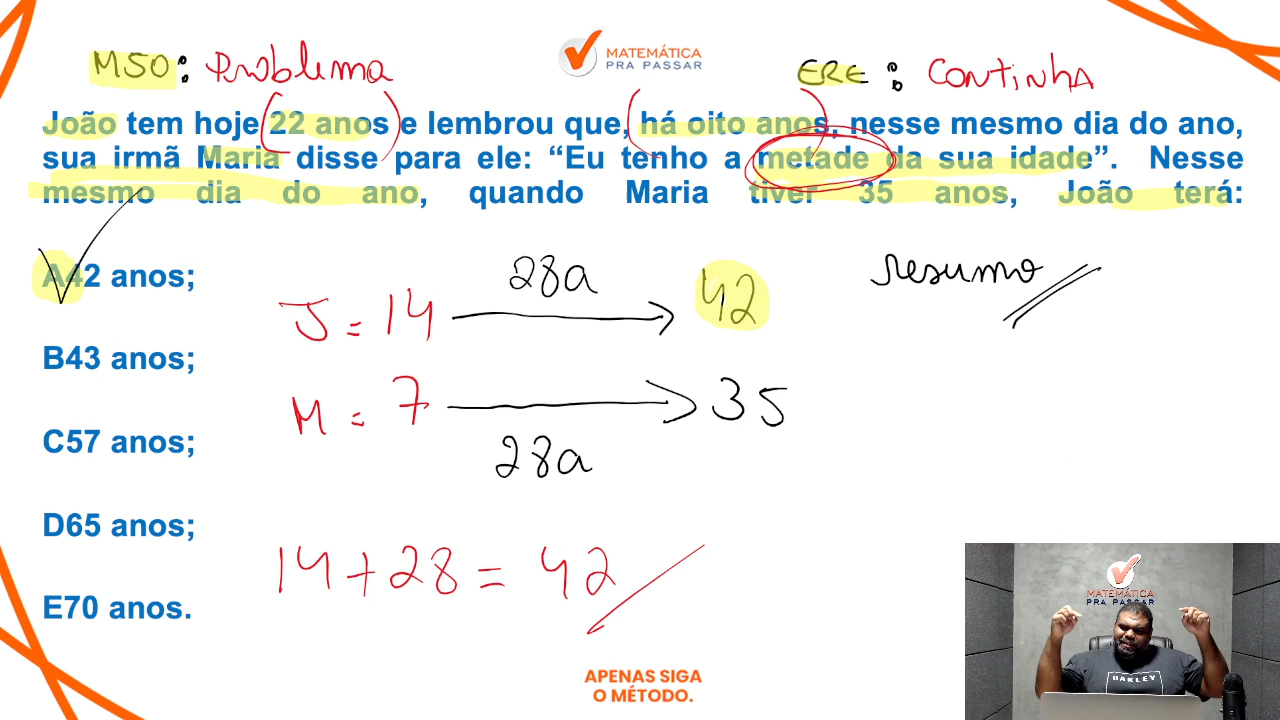 M50: Problema
MATEMÁTICA
PRA PASSAR
ERE: Continha
João tem hoje 22 anos e lembrou que, há oito anos, nesse mesmo dia do ano,
sua irmã Maria disse para ele: “Eu tenho a metade da sua idade”. Nesse
mesmo dia do ano, quando Maria tiver 35 anos, João terá:
A42 anos;
B43 anos;
C57 anos;
D65 anos;
E70 anos.
resumo
28a
J = 14 42
M = 7 35
28a
14 + 28 = 42
MATEMÁTICA
PRA PASSAR
OAKLEY
APENAS SIGA
O MÉTODO.